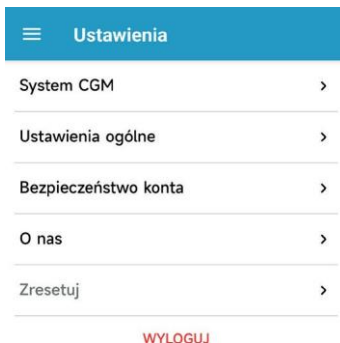 Ustawienia
System CGM
Ustawienia ogólne
Bezpieczeństwo konta
O nas
Zresetuj
WYLOGUJ